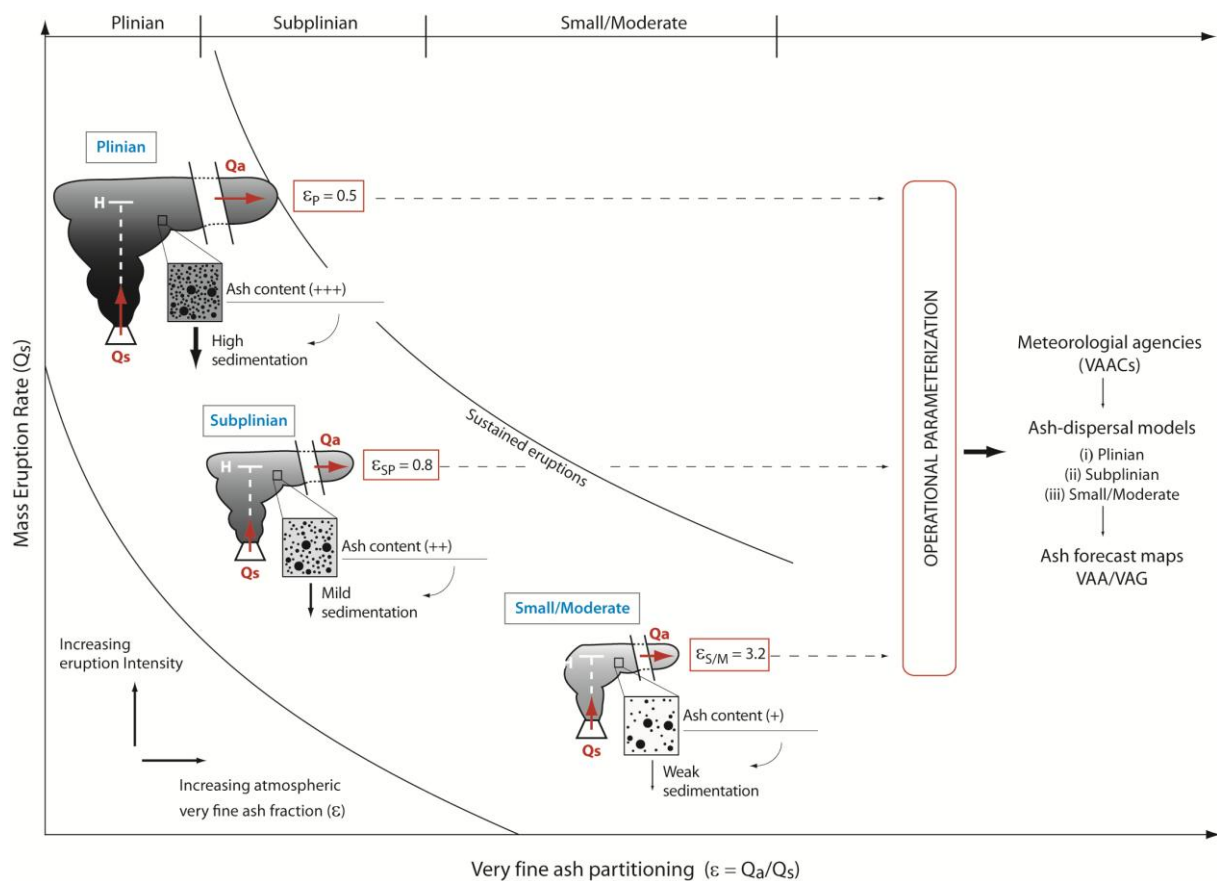 Plinian
Subplinian
Small/Moderate
Plinian
Qa
H
εP = 0.5
Ash content (+++)
High
sedimentation
Qs
Mass Eruption Rate (Qs)
Subplinian
Qa
H
εSP = 0.8
Ash content (++)
Mild
sedimentation
Qs
Sustained eruptions
Small/Moderate
Qa
H
εS/M = 3.2
Ash content (+)
Weak
sedimentation
Qs
Increasing
eruption Intensity
Increasing atmospheric
very fine ash fraction (ε)
OPERATIONAL PARAMETERIZATION
Meteorologial agencies
(VAACs)
Ash-dispersal models
(i) Plinian
(ii) Subplinian
(iii) Small/Moderate
Ash forecast maps
VAA/VAG
Very fine ash partitioning (ε = Qa/Qs)